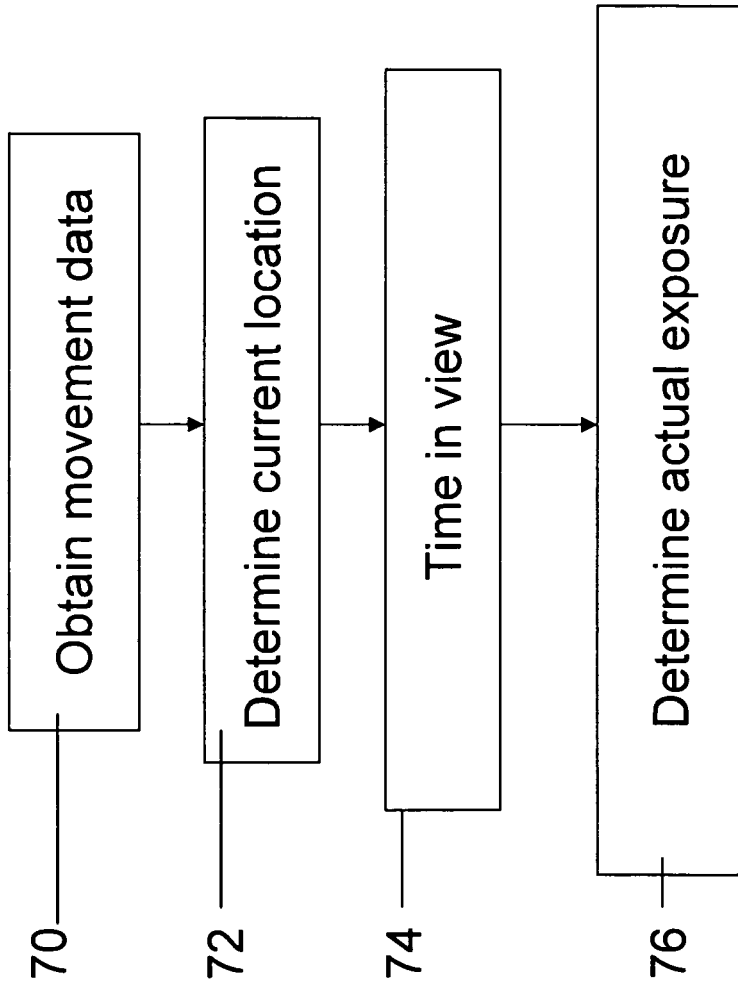 70
Obtain movement data
72
Determine current location
74
Time in view
76
Determine actual exposure